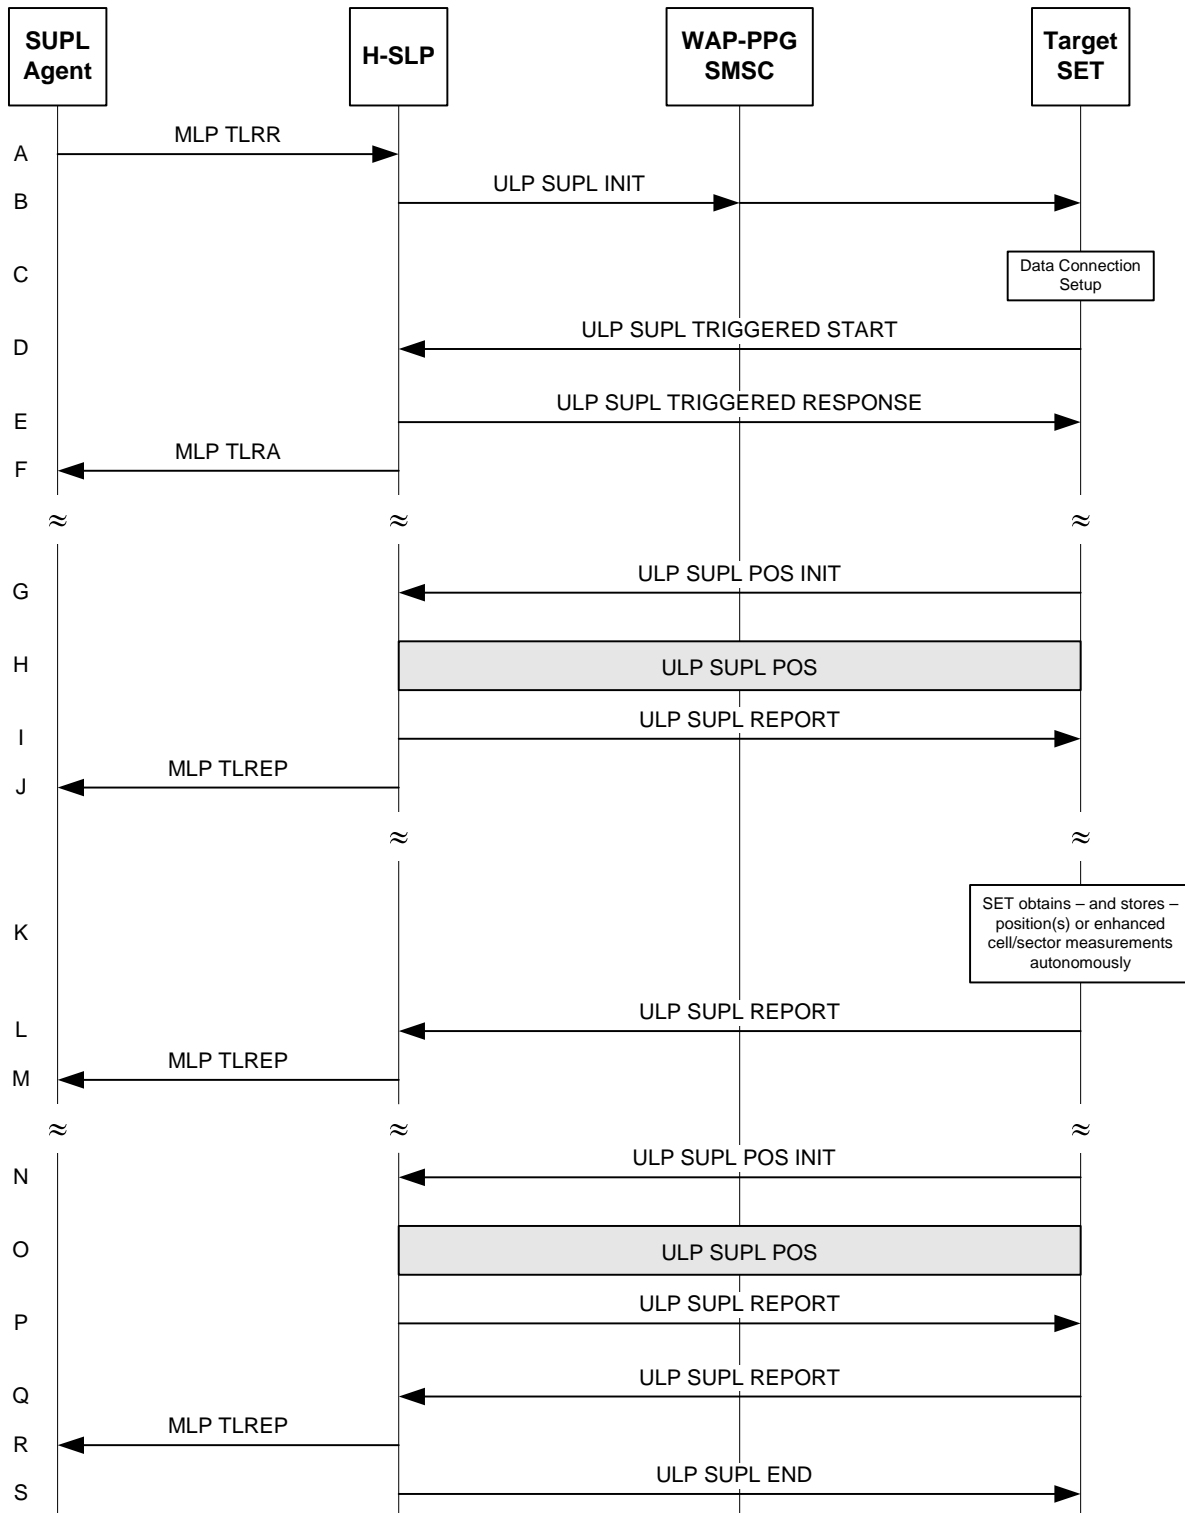 SUPL
Agent
H-SLP
WAP-PPG
SMSC
Target
SET
A
MLP TLRR
B
ULP SUPL INIT
C
Data Connection
Setup
D
ULP SUPL TRIGGERED START
E
ULP SUPL TRIGGERED RESPONSE
F
MLP TLRA
≈ ≈ ≈
G
ULP SUPL POS INIT
H
ULP SUPL POS
I
ULP SUPL REPORT
J
MLP TLREP
≈ ≈
K
SET obtains – and stores –
position(s) or enhanced
cell/sector measurements
autonomously
L
ULP SUPL REPORT
M
MLP TLREP
≈ ≈ ≈
N
ULP SUPL POS INIT
O
ULP SUPL POS
P
ULP SUPL REPORT
Q
ULP SUPL REPORT
R
MLP TLREP
S
ULP SUPL END